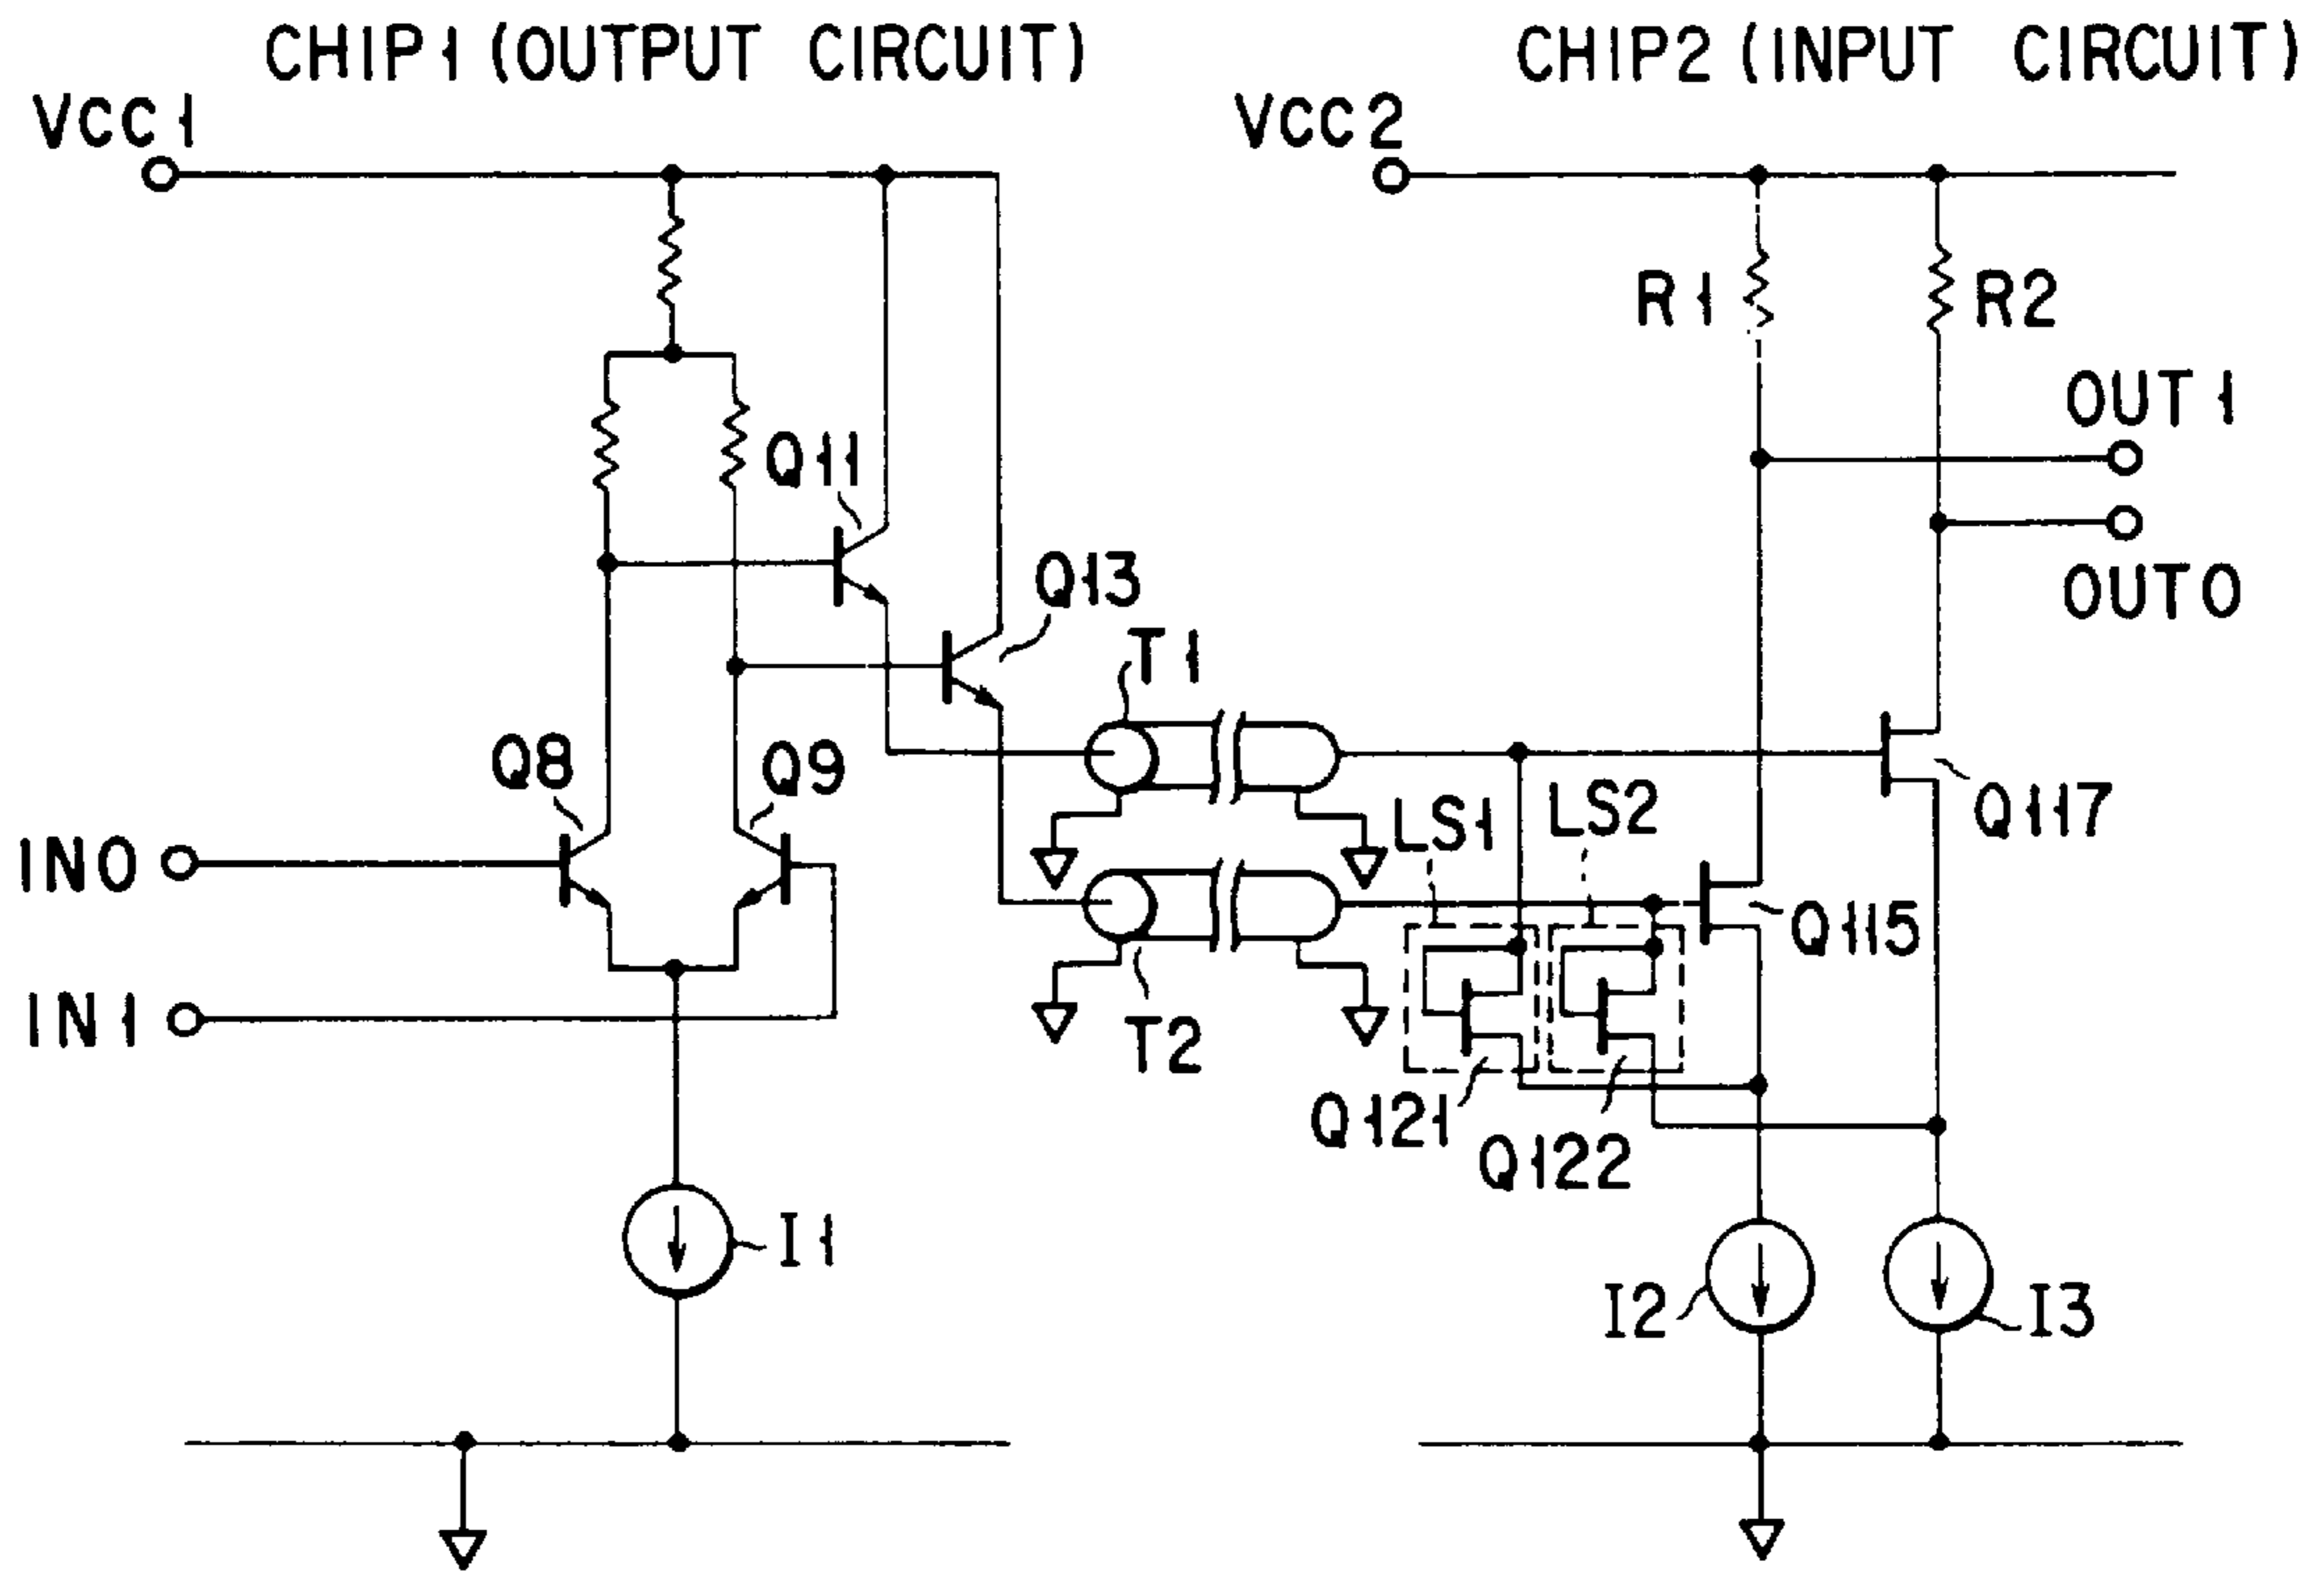 CHIP1 (OUTPUT CIRCUIT)
CHIP2 (INPUT CIRCUIT)
VCC1
VCC2
R1
R2
OUT1
Q11
Q13
OUT0
T1
Q8
Q9
LS1
LS2
Q117
IN0
Q115
IN1
T2
Q121
Q122
I1
I2
I3